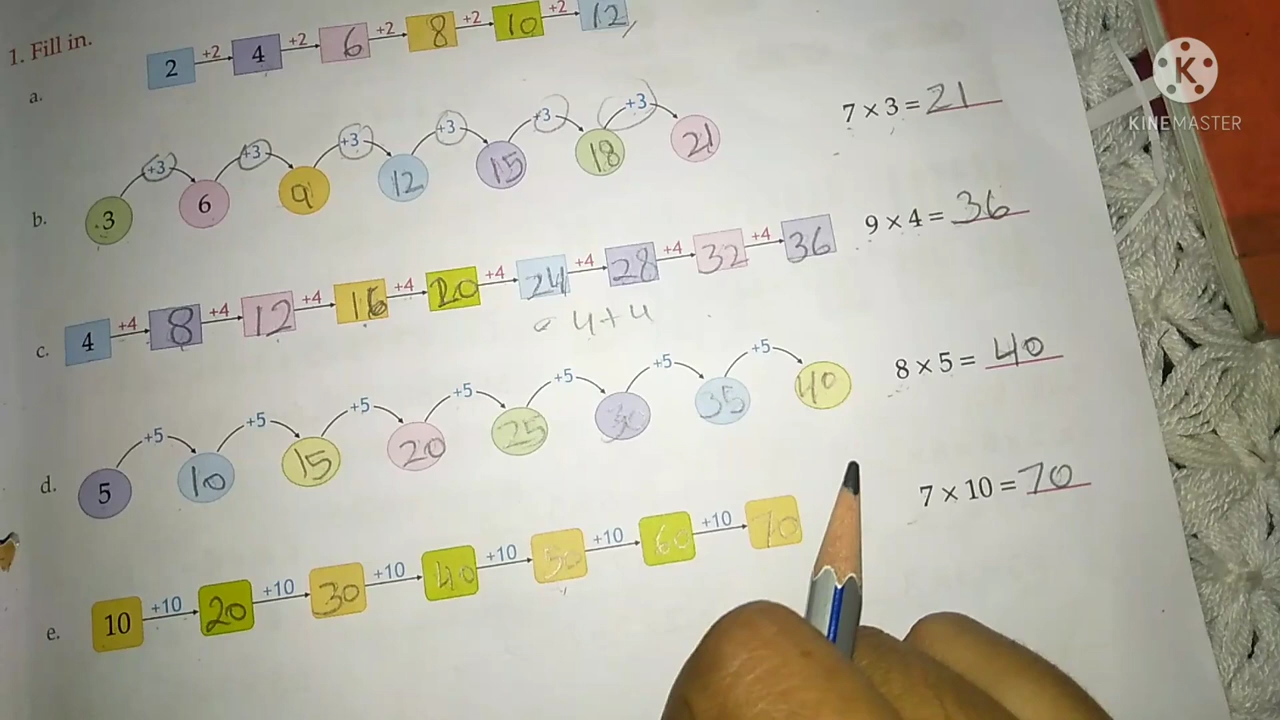 1. Fill in.
a. 2 +2 4 +2 6 +2 8 +2 10 +2 12
b. 3 +3 6 +3 9 +3 12 +3 15 +3 18 +3 21 7 × 3 = 21
c. 4 +4 8 +4 12 +4 16 +4 20 +4 24 +4 28 +4 32 +4 36 9 × 4 = 36
4+4
d. 5 +5 10 +5 15 +5 20 +5 25 +5 30 +5 35 +5 40 8 × 5 = 40
e. 10 +10 20 +10 30 +10 40 +10 50 +10 60 +10 70 7 × 10 = 70
K
KINEMASTER